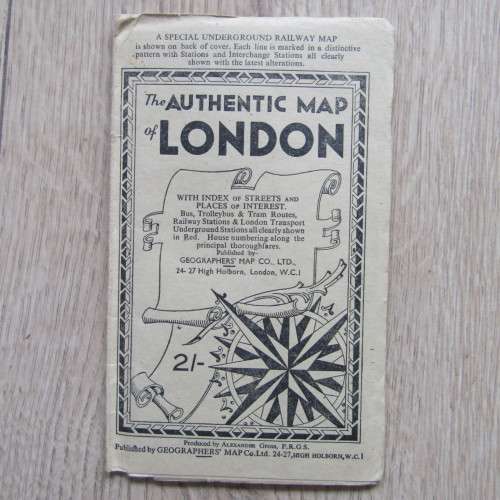 A SPECIAL UNDERGROUND RAILWAY MAP
is shown on back of cover. Each line is marked in a distinctive
pattern with Stations and Interchange Stations all clearly
shown with the latest alterations.
The AUTHENTIC MAP
of LONDON
WITH INDEX OF STREETS AND
PLACES OF INTEREST.
Bus, Trolleybus & Tram Routes,
Railway Stations & London Transport
Underground Stations all clearly shown
in Red. House numbering along the
principal thoroughfares.
Published by-
GEOGRAPHERS' MAP CO., LTD.,
24-27 High Holborn, London, W.C.1
2/-
Produced by ALEXANDER Gross, F.R.G.S.
Published by GEOGRAPHERS' MAP Co. Ltd. 24-27, HIGH HOLBORN, W.C.1